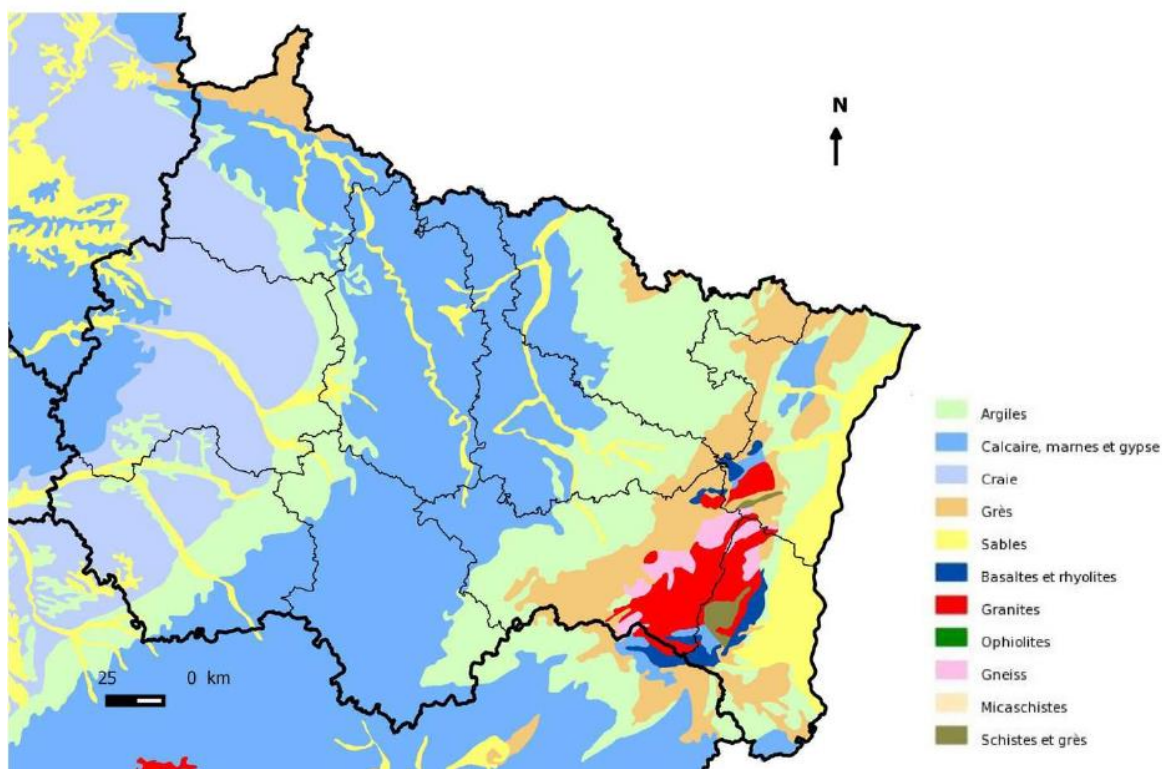 N
Argiles
Calcaire, marnes et gypse
Craie
Grès
Sables
Basaltes et rhyolites
Granites
Ophiolites
Gneiss
Micaschistes
Schistes et grès
25 0 km